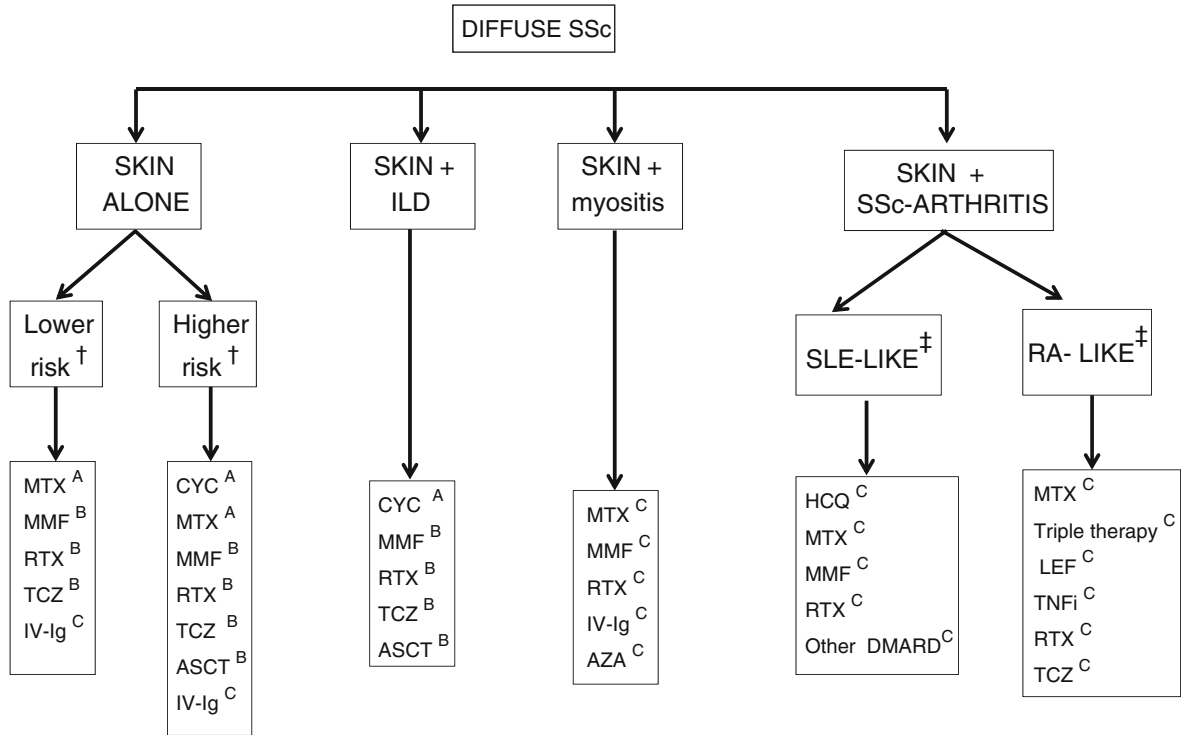 DIFFUSE SSc
SKIN
ALONE
SKIN +
ILD
SKIN +
myositis
SKIN +
SSc-ARTHRITIS
Lower
risk †
Higher
risk †
SLE-LIKE‡
RA- LIKE‡
MTX A
MMF B
RTX B
TCZ B
IV-Ig C
CYC A
MTX A
MMF B
RTX B
TCZ B
ASCT B
IV-Ig C
CYC A
MMF B
RTX B
TCZ B
ASCT B
MTX C
MMF C
RTX C
IV-Ig C
AZA C
HCQ C
MTX C
MMF C
RTX C
Other DMARD C
MTX C
Triple therapy C
LEF C
TNFi C
RTX C
TCZ C